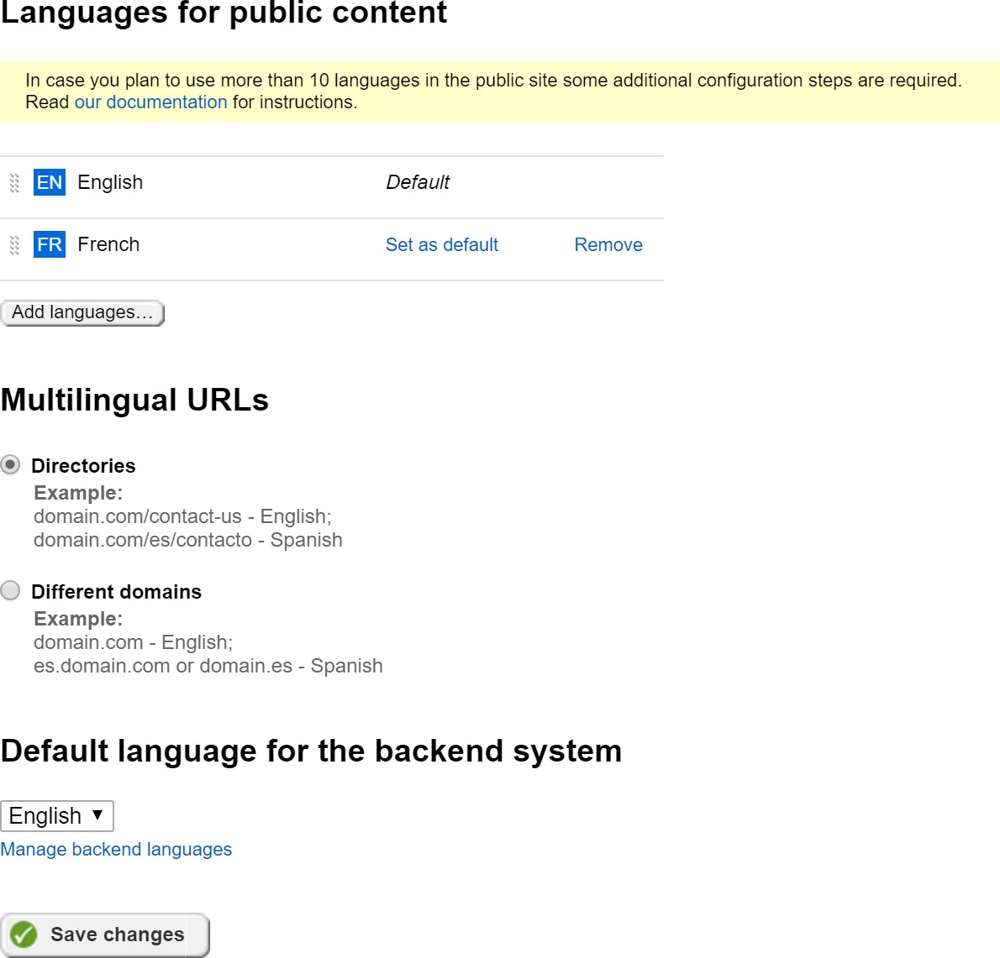 Languages for public content
In case you plan to use more than 10 languages in the public site some additional configuration steps are required.
Read our documentation for instructions.
EN English Default
FR French Set as default Remove
Add languages...
Multilingual URLs
Directories
Example:
domain.com/contact-us - English;
domain.com/es/contacto - Spanish
Different domains
Example:
domain.com - English;
es.domain.com or domain.es - Spanish
Default language for the backend system
English
Manage backend languages
Save changes